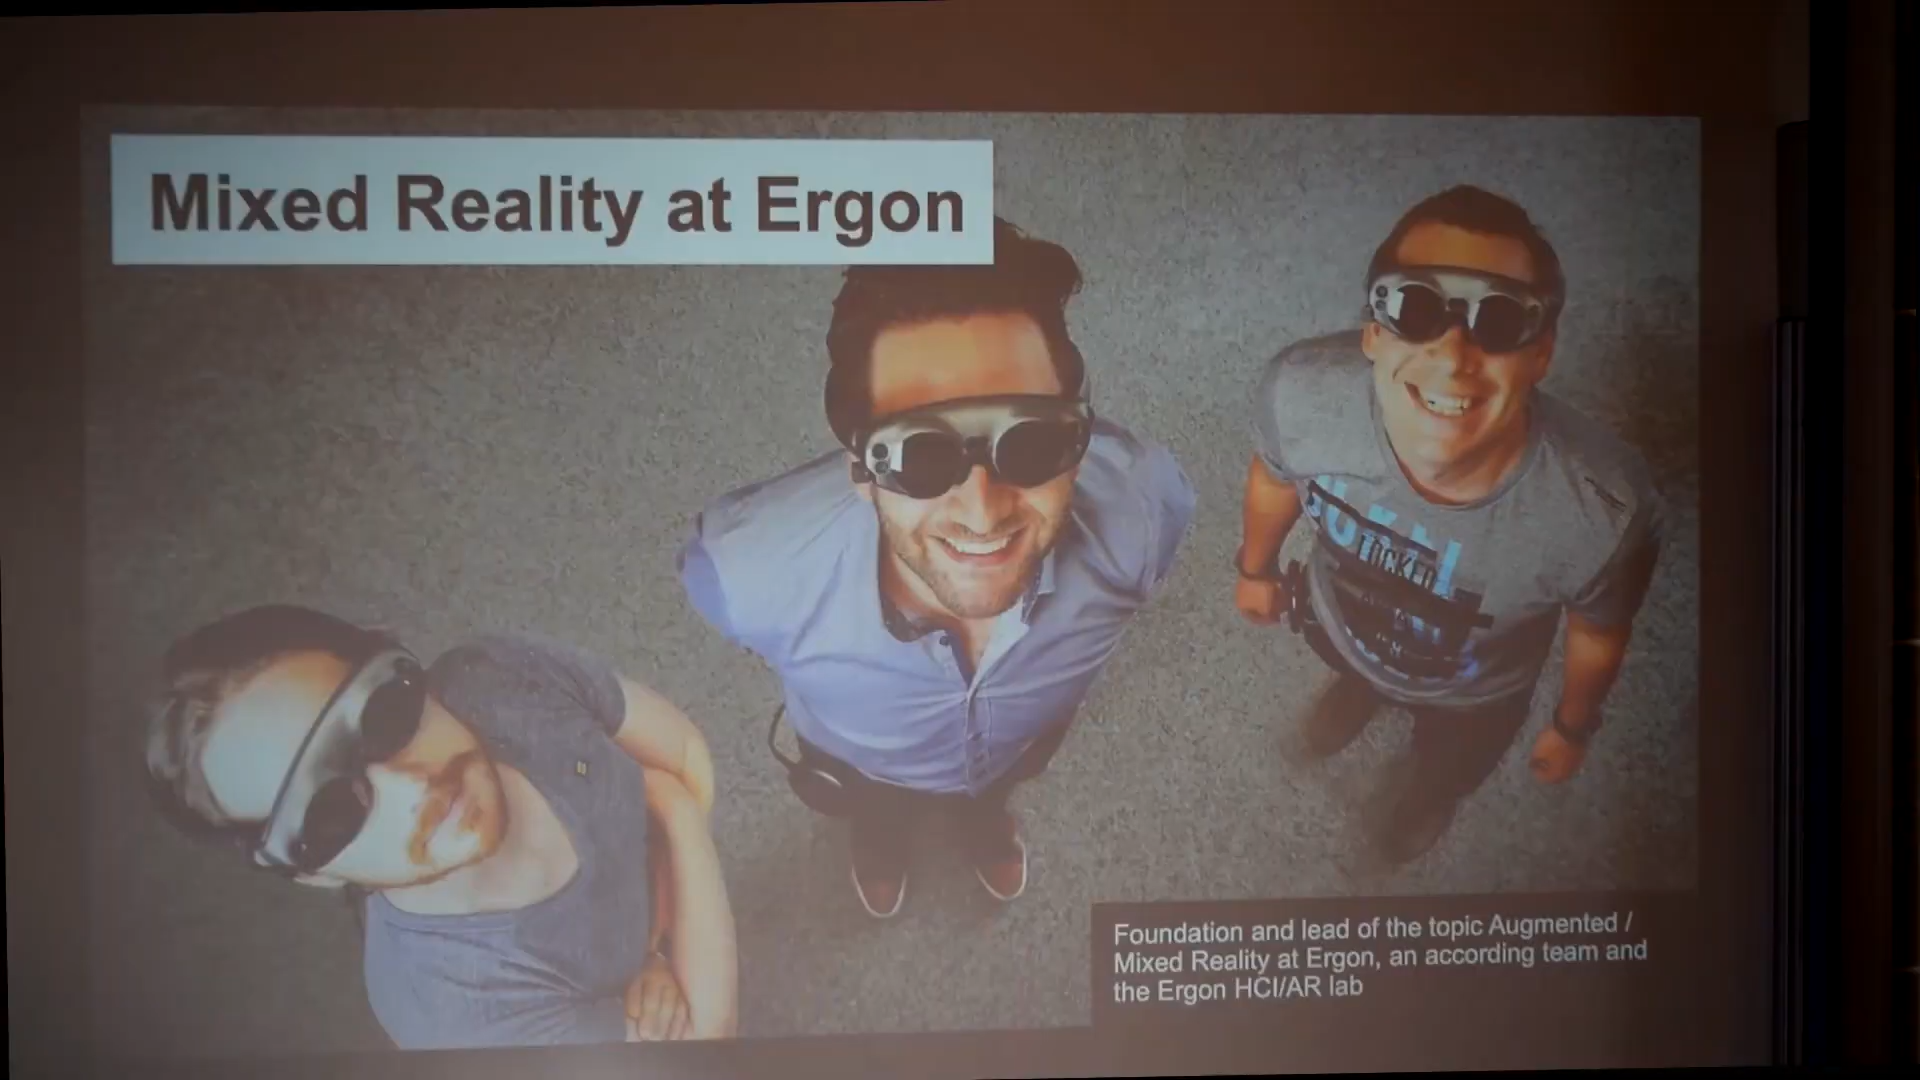 Mixed Reality at Ergon
LOCKED
Foundation and lead of the topic Augmented /
Mixed Reality at Ergon, an according team and
the Ergon HCI/AR lab